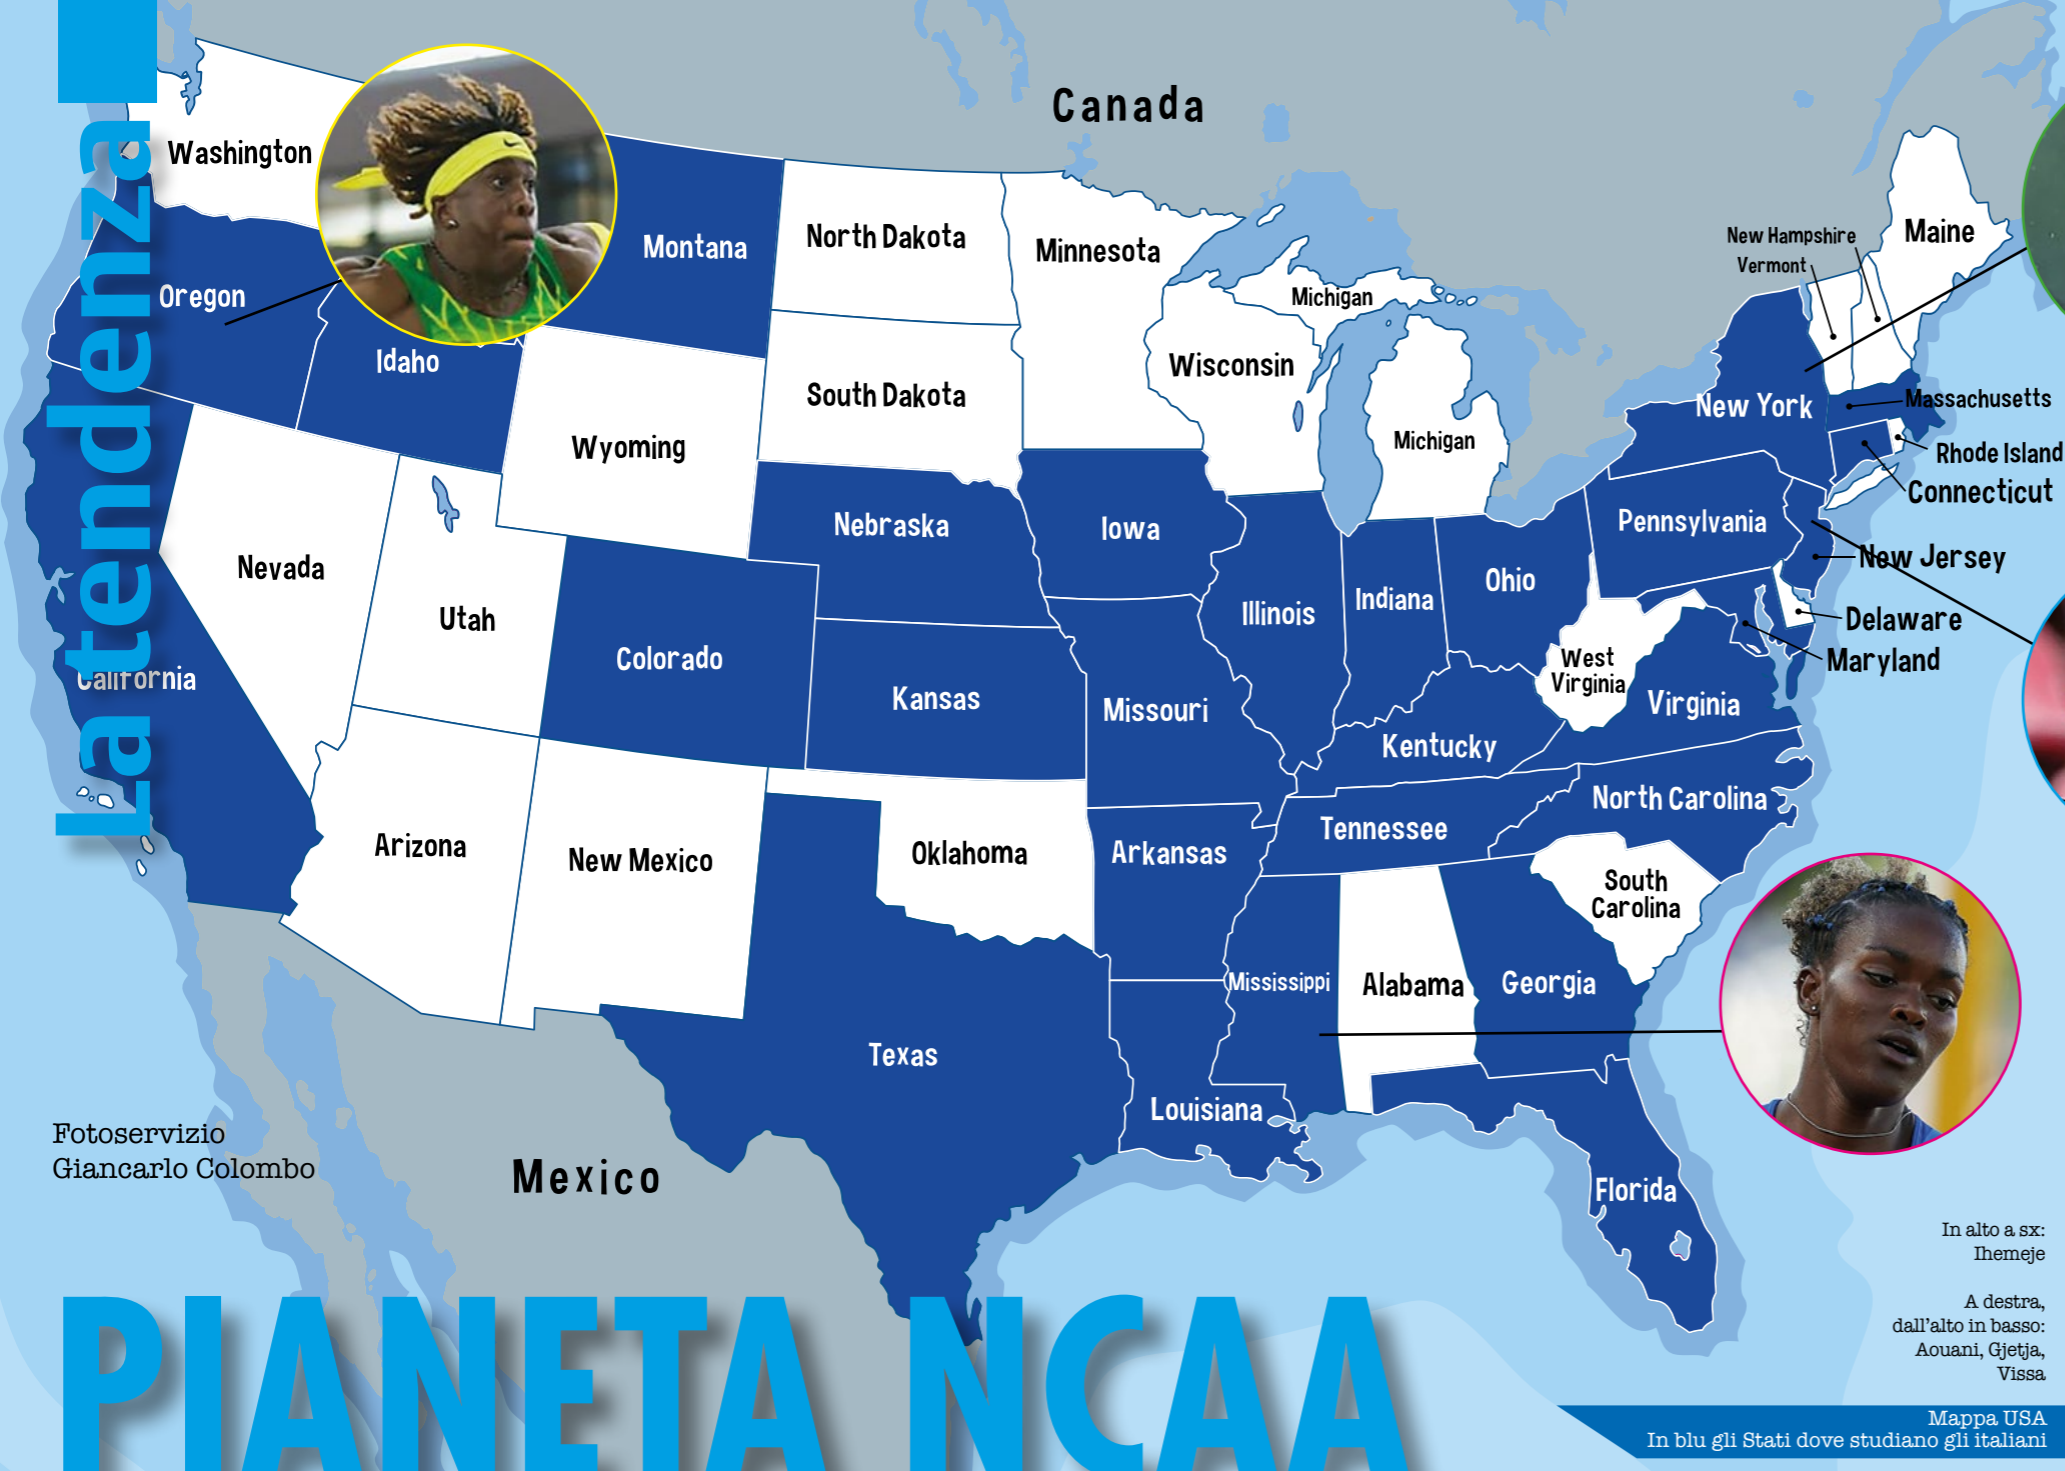 La tendenza
Canada
Washington
Oregon
Montana
Idaho
North Dakota
Minnesota
Michigan
New Hampshire
Vermont
Maine
Wisconsin
South Dakota
Wyoming
Michigan
New York
Massachusetts
Rhode Island
Connecticut
Nebraska
Iowa
Pennsylvania
New Jersey
Nevada
Utah
Colorado
Kansas
Missouri
Illinois
Indiana
Ohio
West
Virginia
Virginia
Delaware
Maryland
California
Kentucky
North Carolina
Tennessee
Arizona
New Mexico
Oklahoma
Arkansas
South
Carolina
Mississippi
Alabama
Georgia
Texas
Louisiana
Florida
Mexico
Fotoservizio
Giancarlo Colombo
In alto a sx:
Ihemeje
A destra,
dall'alto in basso:
Aouani, Gjetja,
Vissa
PIANETA NCAA
Mappa USA
In blu gli Stati dove studiano gli italiani